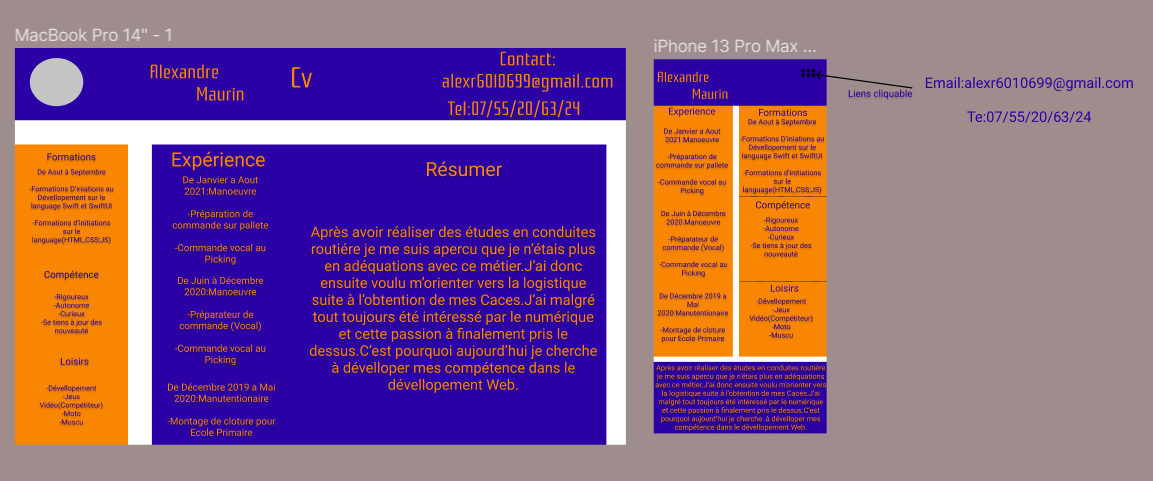 MacBook Pro 14" - 1
Alexandre
Maurin
Cv
Contact:
alexr6010699@gmail.com
Tel:07/55/20/63/24
Formations
De Aout à Septembre
-Formations D'iniations au
Dévellopement sur le
language Swift et SwiftUI
-Formations d'initiations
sur le
language(HTML,CSS;JS)
Compétence
-Rigoureux
-Autonome
-Curieux
-Se tiens à jour des
nouveauté
Loisirs
-Dévellopement
-Jeux
Vidéo(Compétiteur)
-Moto
-Muscu
Expérience
De Janvier a Aout
2021:Manoeuvre
-Préparation de
commande sur pallete
-Commande vocal au
Picking
De Juin à Décembre
2020:Manoeuvre
-Préparateur de
commande (Vocal)
-Commande vocal au
Picking
De Décembre 2019 a Mai
2020:Manutentionaire
-Montage de cloture pour
Ecole Primaire
Résumer
Après avoir réaliser des études en conduites
routiére je me suis apercu que je n'étais plus
en adéquations avec ce métier.J'ai donc
ensuite voulu m'orienter vers la logistique
suite à l'obtention de mes Caces.J'ai malgré
tout toujours été intéressé par le numérique
et cette passion à finalement pris le
dessus.C'est pourquoi aujourd'hui je cherche
à dévelloper mes compétence dans le
dévellopement Web.
iPhone 13 Pro Max ...
Alexandre
Maurin
Liens cliquable
Email:alexr6010699@gmail.com
Te:07/55/20/63/24
Experience
De Janvier a Aout
2021:Manoeuvre
-Préparation de
commande sur pallete
-Commande vocal au
Picking
De Juin à Décembre
2020:Manoeuvre
-Préparateur de
commande (Vocal)
-Commande vocal au
Picking
De Décembre 2019 a
Mai
2020:Manutentionaire
-Montage de cloture
pour Ecole Primaire
Formations
De Aout à Septembre
-Formations D'iniations au
Dévellopement sur le
language Swift et SwiftUI
-Formations d'initiations
sur le
language(HTML,CSS;JS)
Compétence
-Rigoureux
-Autonome
-Curieux
-Se tiens à jour des
nouveauté
Loisirs
-Dévellopement
-Jeux
Vidéo(Compétiteur)
-Moto
-Muscu
Après avoir réaliser des études en conduites routiére
je me suis apercu que je n'étais plus en adéquations
avec ce métier.J'ai donc ensuite voulu m'orienter vers
la logistique suite à l'obtention de mes Caces.J'ai
malgré tout toujours été intéressé par le numérique
et cette passion à finalement pris le dessus.C'est
pourquoi aujourd'hui je cherche à dévelloper mes
compétence dans le dévellopement Web.